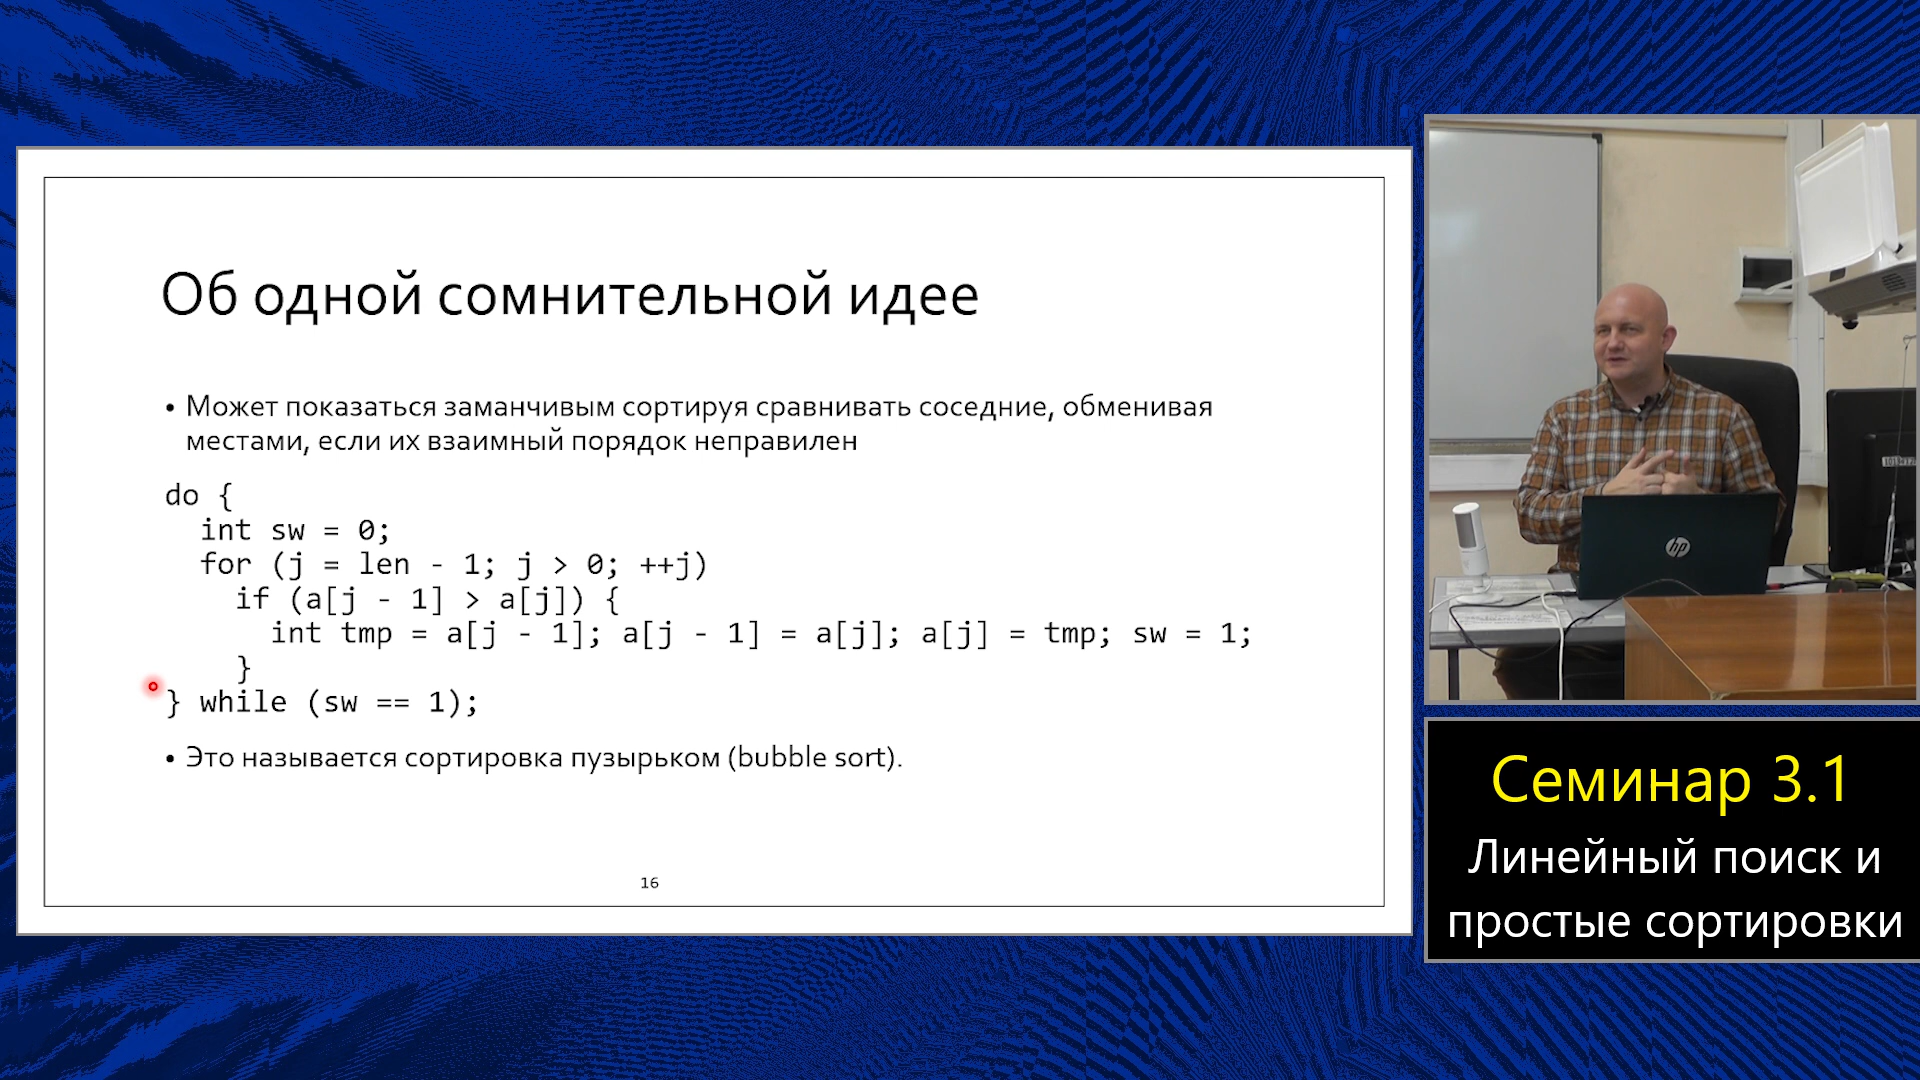 Об одной сомнительной идее
• Может показаться заманчивым сортируя сравнивать соседние, обменивая
местами, если их взаимный порядок неправилен
do {
  int sw = 0;
  for (j = len - 1; j > 0; ++j)
    if (a[j - 1] > a[j]) {
      int tmp = a[j - 1]; a[j - 1] = a[j]; a[j] = tmp; sw = 1;
    }
} while (sw == 1);
• Это называется сортировка пузырьком (bubble sort).
16
hp
Семинар 3.1
Линейный поиск и
простые сортировки